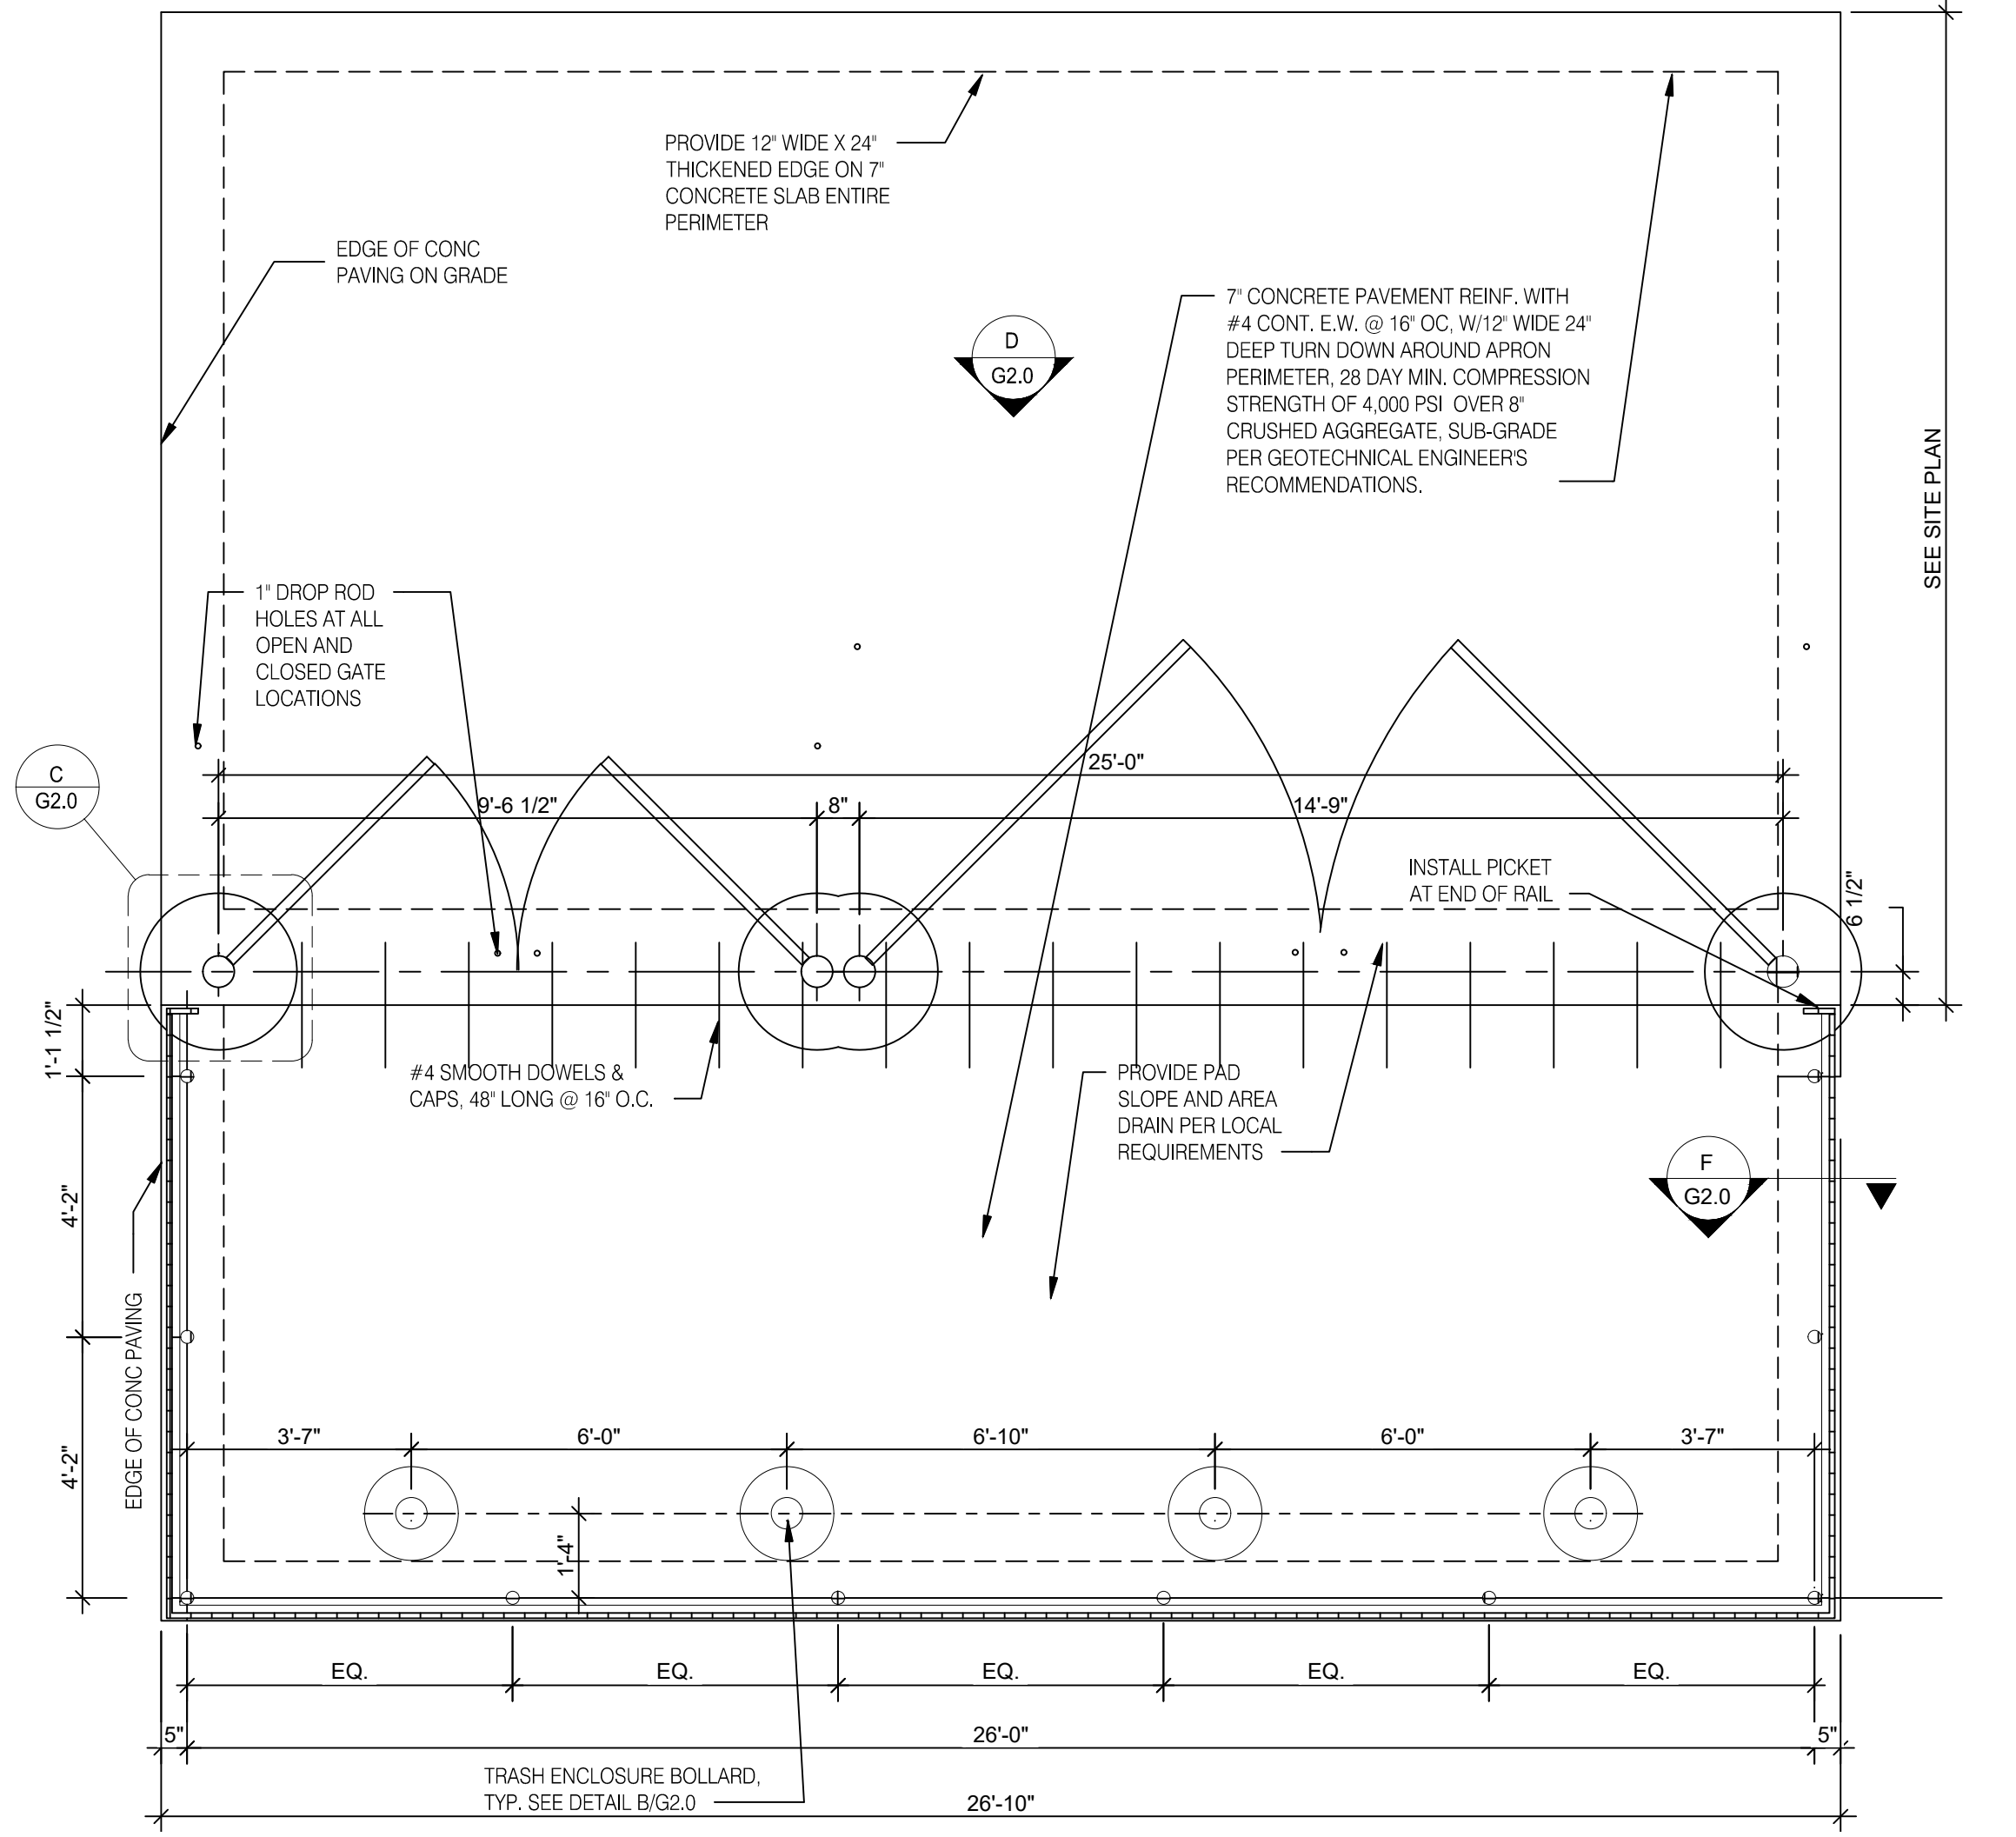 PROVIDE 12" WIDE X 24"
THICKENED EDGE ON 7"
CONCRETE SLAB ENTIRE
PERIMETER
EDGE OF CONC
PAVING ON GRADE
D
G2.0
7" CONCRETE PAVEMENT REINF. WITH
#4 CONT. E.W. @ 16" OC, W/12" WIDE 24"
DEEP TURN DOWN AROUND APRON
PERIMETER, 28 DAY MIN. COMPRESSION
STRENGTH OF 4,000 PSI OVER 8"
CRUSHED AGGREGATE, SUB-GRADE
PER GEOTECHNICAL ENGINEER'S
RECOMMENDATIONS.
SEE SITE PLAN
1" DROP ROD
HOLES AT ALL
OPEN AND
CLOSED GATE
LOCATIONS
C
G2.0
25'-0"
9'-6 1/2"
8"
14'-9"
INSTALL PICKET
AT END OF RAIL
6 1/2"
1'-1 1/2"
#4 SMOOTH DOWELS &
CAPS, 48" LONG @ 16" O.C.
PROVIDE PAD
SLOPE AND AREA
DRAIN PER LOCAL
REQUIREMENTS
F
G2.0
4'-2"
EDGE OF CONC PAVING
4'-2"
3'-7"
6'-0"
6'-10"
6'-0"
3'-7"
1'-4"
EQ.
EQ.
EQ.
EQ.
EQ.
5"
26'-0"
5"
TRASH ENCLOSURE BOLLARD,
TYP. SEE DETAIL B/G2.0
26'-10"